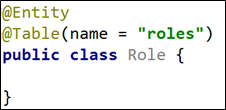 @Entity
@Table(name = "roles")
public class Role {
}